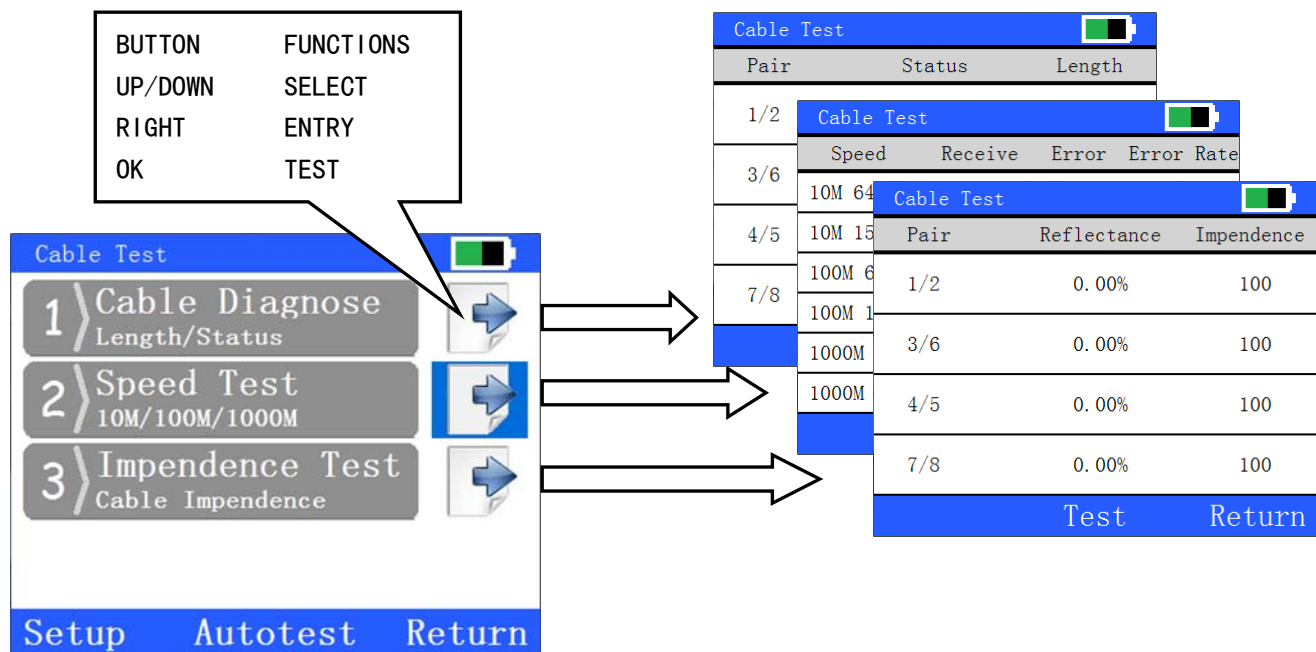 BUTTON FUNCTIONS
UP/DOWN SELECT
RIGHT ENTRY
OK TEST
Cable Test
1 Cable Diagnose
Length/Status
2 Speed Test
10M/100M/1000M
3 Impendence Test
Cable Impendence
Setup Autotest Return
Cable Test
Pair Status Length
1/2
3/6
4/5
7/8
Cable Test
Speed Receive Error Error Rate
10M 64
10M 15
100M 6
100M 1
1000M
1000M
Cable Test
Pair Reflectance Impendence
1/2 0.00% 100
3/6 0.00% 100
4/5 0.00% 100
7/8 0.00% 100
Test Return